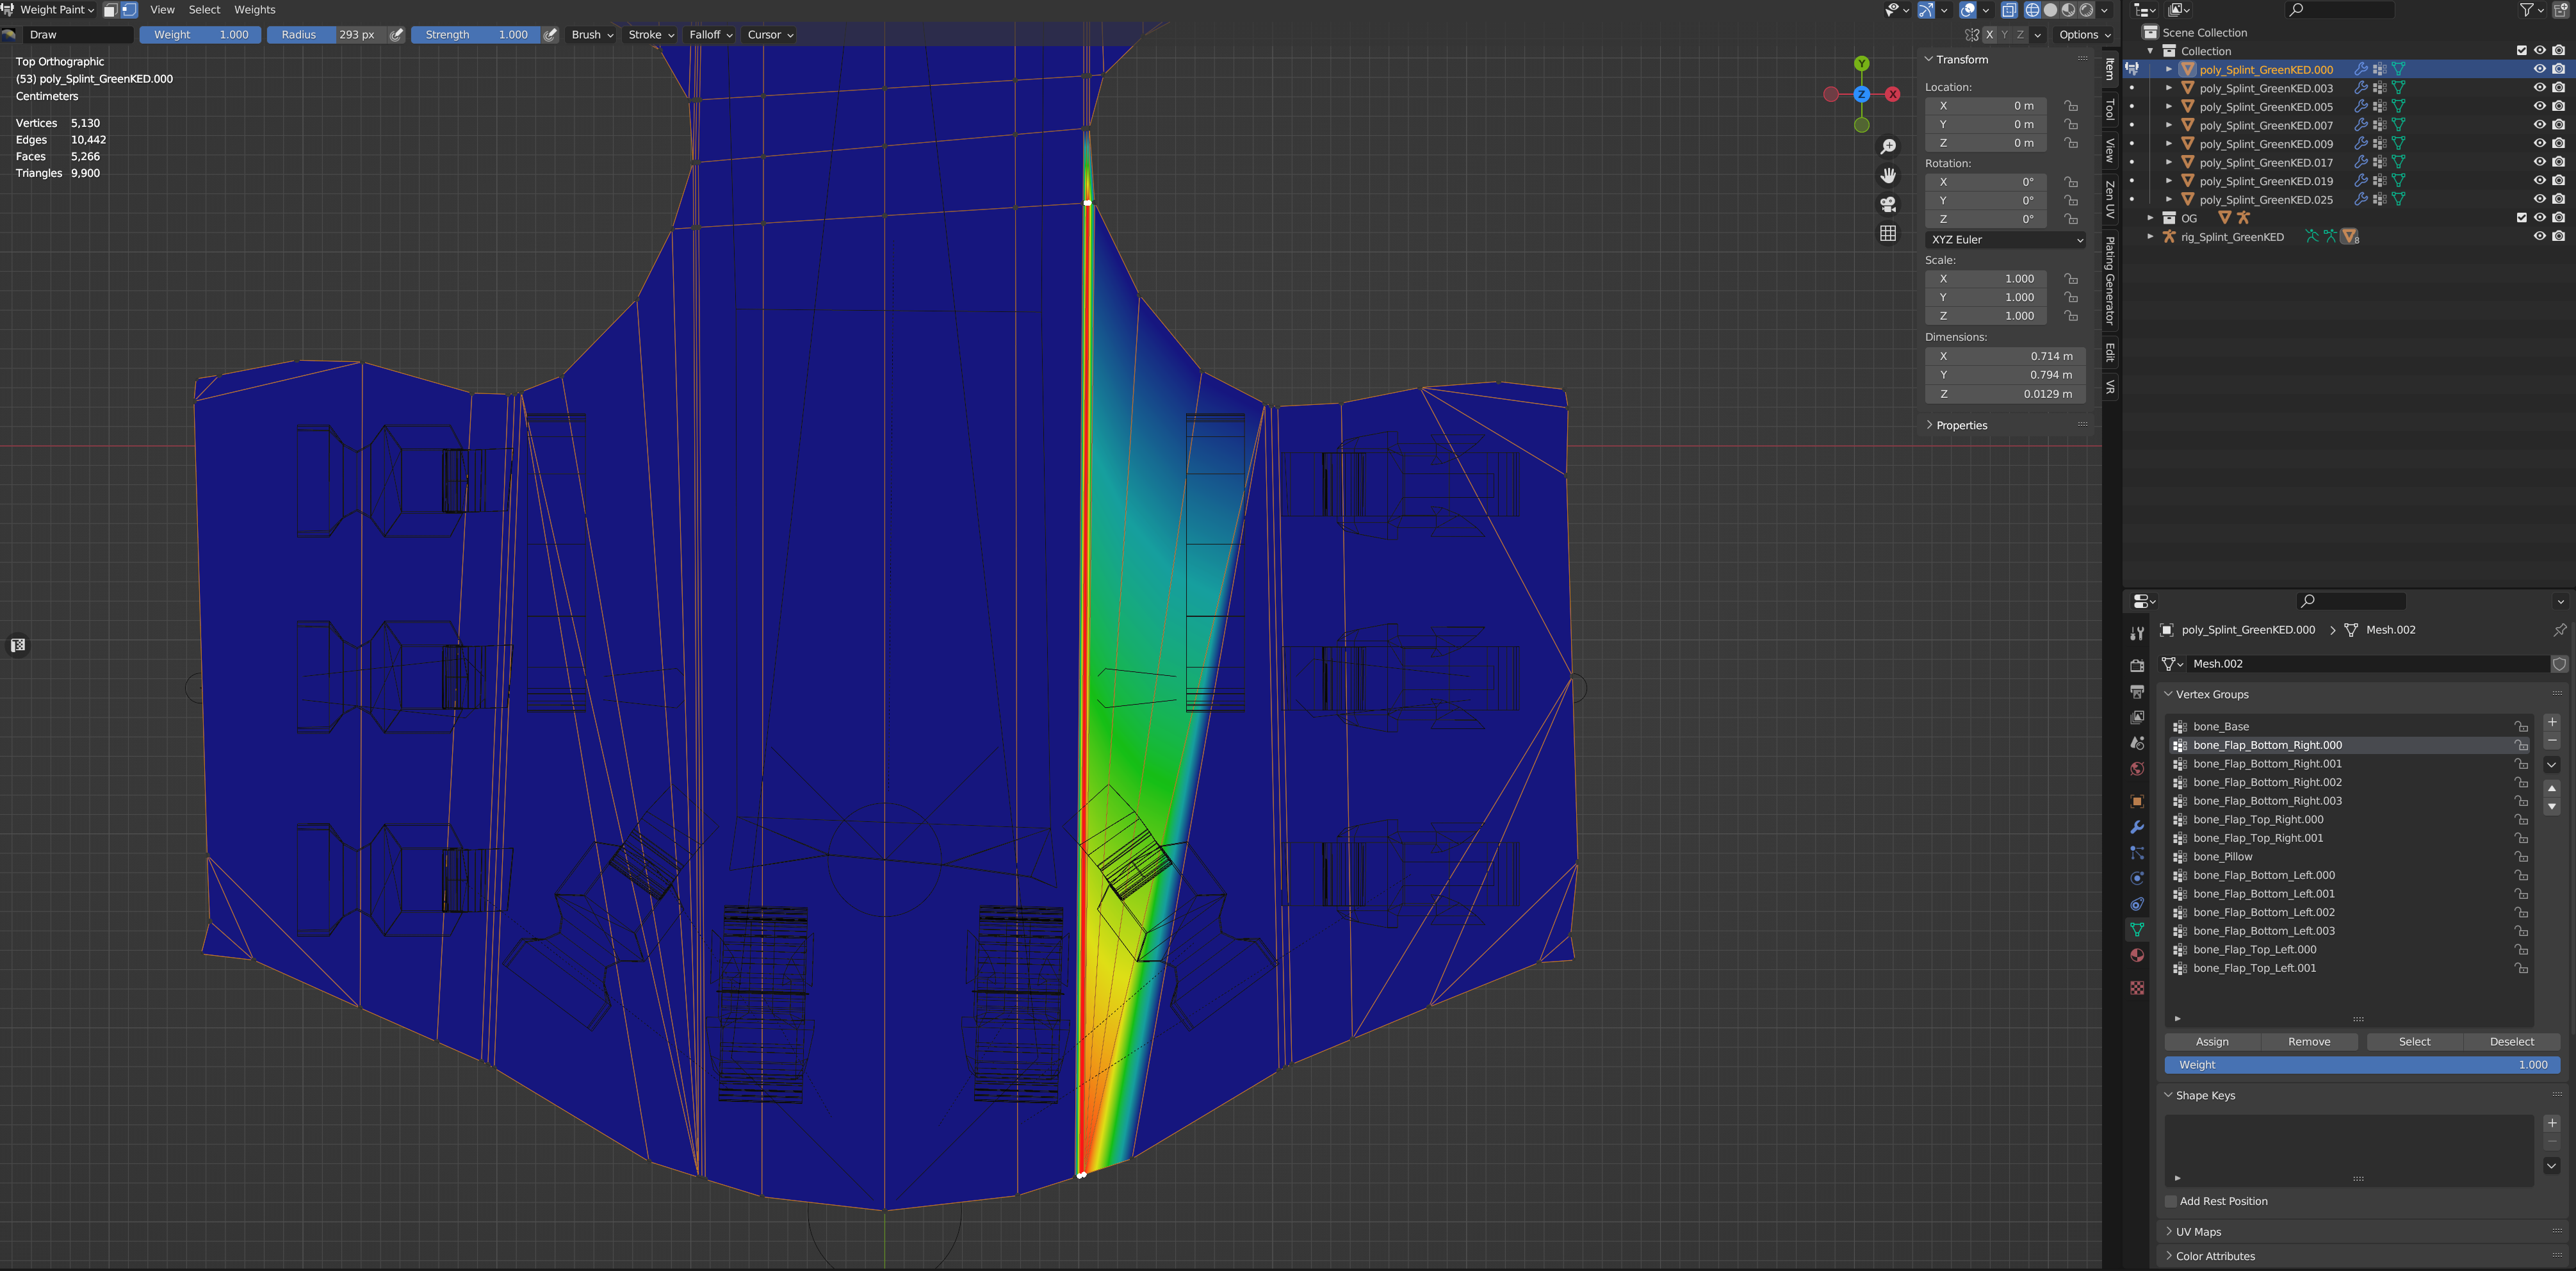 Weight Paint View Select Weights
Draw Weight 1.000 Radius 293 px Strength 1.000 Brush Stroke Falloff Cursor X Y Z Options
Top Orthographic
(53) poly_Splint_GreenKED.000
Centimeters
Vertices 5,130
Edges 10,442
Faces 5,266
Triangles 9,900
Y
Z X
Transform
Location:
X 0 m
Y 0 m
Z 0 m
Rotation:
X 0°
Y 0°
Z 0°
XYZ Euler
Scale:
X 1.000
Y 1.000
Z 1.000
Dimensions:
X 0.714 m
Y 0.794 m
Z 0.0129 m
Properties
Item
Tool
View
Zen UV
Plating Generator
Edit
VR
Scene Collection
Collection
poly_Splint_GreenKED.000
poly_Splint_GreenKED.003
poly_Splint_GreenKED.005
poly_Splint_GreenKED.007
poly_Splint_GreenKED.009
poly_Splint_GreenKED.017
poly_Splint_GreenKED.019
poly_Splint_GreenKED.025
OG
rig_Splint_GreenKED 8
poly_Splint_GreenKED.000 > Mesh.002
Mesh.002
Vertex Groups
bone_Base
bone_Flap_Bottom_Right.000
bone_Flap_Bottom_Right.001
bone_Flap_Bottom_Right.002
bone_Flap_Bottom_Right.003
bone_Flap_Top_Right.000
bone_Flap_Top_Right.001
bone_Pillow
bone_Flap_Bottom_Left.000
bone_Flap_Bottom_Left.001
bone_Flap_Bottom_Left.002
bone_Flap_Bottom_Left.003
bone_Flap_Top_Left.000
bone_Flap_Top_Left.001
Assign Remove Select Deselect
Weight 1.000
Shape Keys
Add Rest Position
UV Maps
Color Attributes